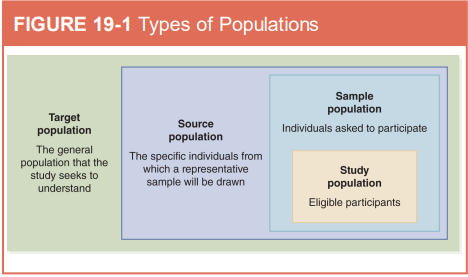 FIGURE 19-1 Types of Populations
Target
population
The general
population that the
study seeks to
understand
Source
population
The specific individuals from
which a representative
sample will be drawn
Sample
population
Individuals asked to participate
Study
population
Eligible participants